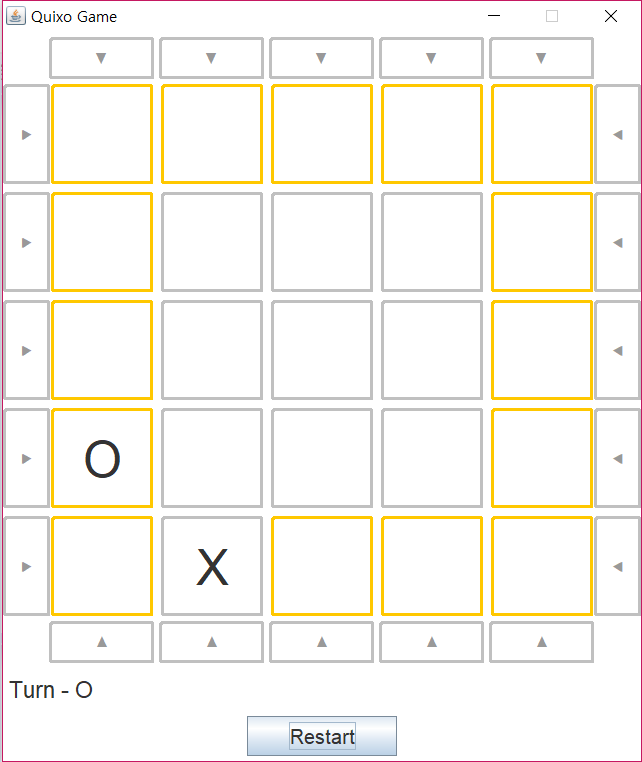 Quixo Game
O
X
Turn - O
Restart